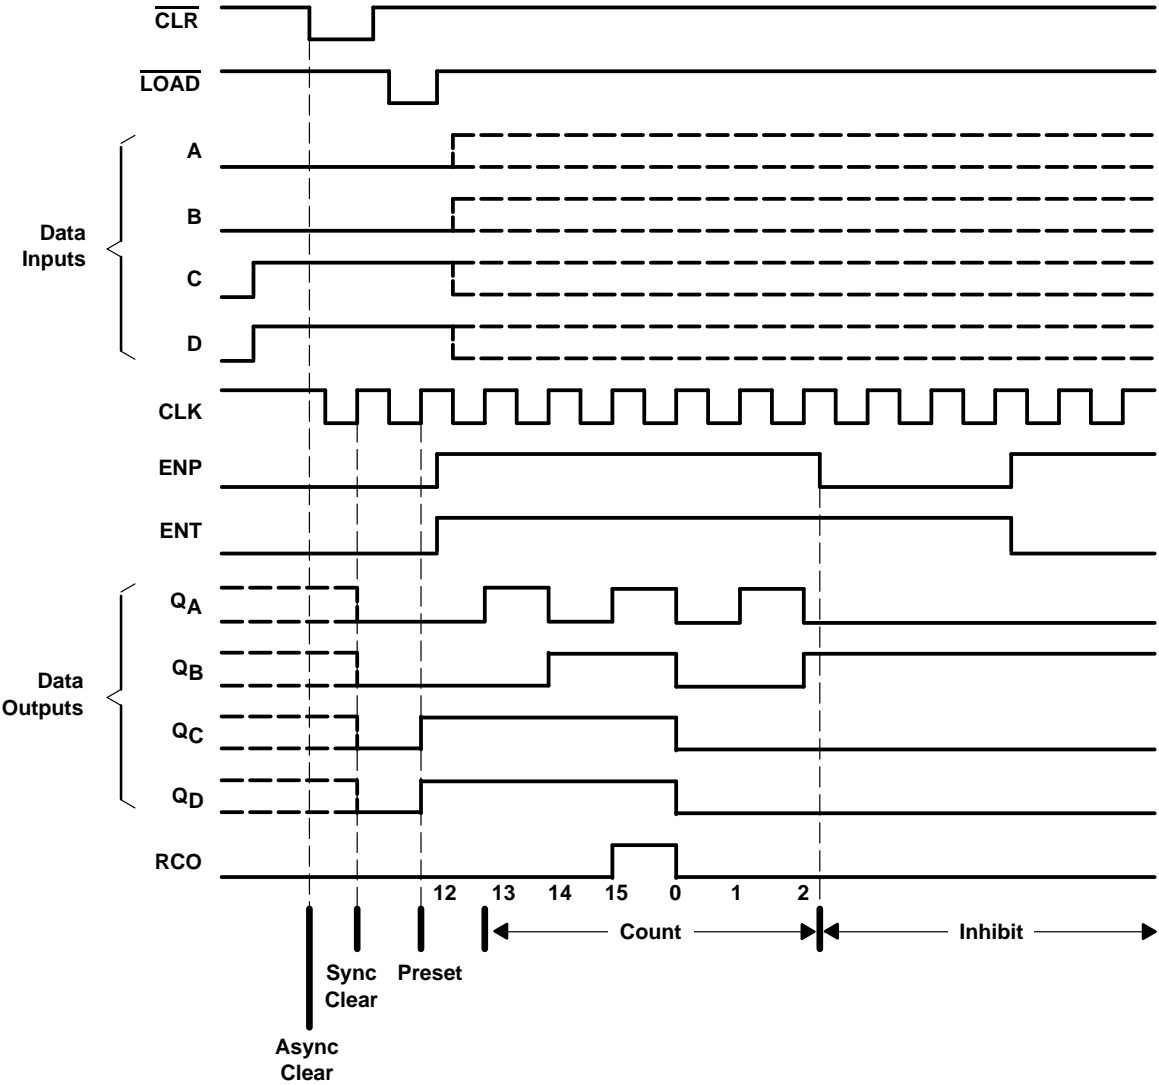 CLR
LOAD
A
B
Data
Inputs
C
D
CLK
ENP
ENT
QA
QB
Data
Outputs
QC
QD
RCO
12 13 14 15 0 1 2
Count Inhibit
Sync Preset
Clear
Async
Clear